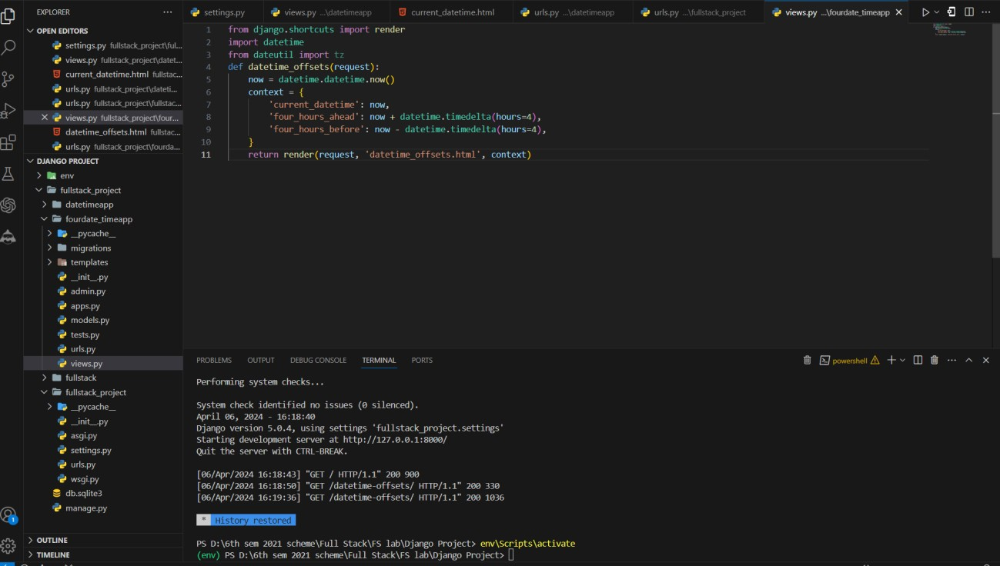 EXPLORER
OPEN EDITORS
settings.py fullstack_project\ful...
views.py fullstack_project\datet...
current_datetime.html fullstac...
urls.py fullstack_project\dateti...
urls.py fullstack_project\fullstac...
views.py fullstack_project\four...
datetime_offsets.html fullstac...
urls.py fullstack_project\fourda...
DJANGO PROJECT
env
fullstack_project
datetimeapp
fourdate_timeapp
__pycache__
migrations
templates
__init__.py
admin.py
apps.py
models.py
tests.py
urls.py
views.py
fullstack
fullstack_project
__pycache__
__init__.py
asgi.py
settings.py
urls.py
wsgi.py
db.sqlite3
manage.py
OUTLINE
TIMELINE
1
settings.py views.py ...\datetimeapp current_datetime.html urls.py ...\datetimeapp urls.py ...\fullstack_project views.py ...\fourdate_timeapp
1 from django.shortcuts import render
2 import datetime
3 from dateutil import tz
4 def datetime_offsets(request):
5 now = datetime.datetime.now()
6 context = {
7 'current_datetime': now,
8 'four_hours_ahead': now + datetime.timedelta(hours=4),
9 'four_hours_before': now - datetime.timedelta(hours=4),
10 }
11 return render(request, 'datetime_offsets.html', context)
PROBLEMS OUTPUT DEBUG CONSOLE TERMINAL PORTS powershell
Performing system checks...
System check identified no issues (0 silenced).
April 06, 2024 - 16:18:40
Django version 5.0.4, using settings 'fullstack_project.settings'
Starting development server at http://127.0.0.1:8000/
Quit the server with CTRL-BREAK.
[06/Apr/2024 16:18:43] "GET / HTTP/1.1" 200 900
[06/Apr/2024 16:18:50] "GET /datetime-offsets/ HTTP/1.1" 200 330
[06/Apr/2024 16:19:36] "GET /datetime-offsets/ HTTP/1.1" 200 1036
* History restored
PS D:\6th sem 2021 scheme\Full Stack\FS lab\Django Project> env\Scripts\activate
(env) PS D:\6th sem 2021 scheme\Full Stack\FS lab\Django Project>